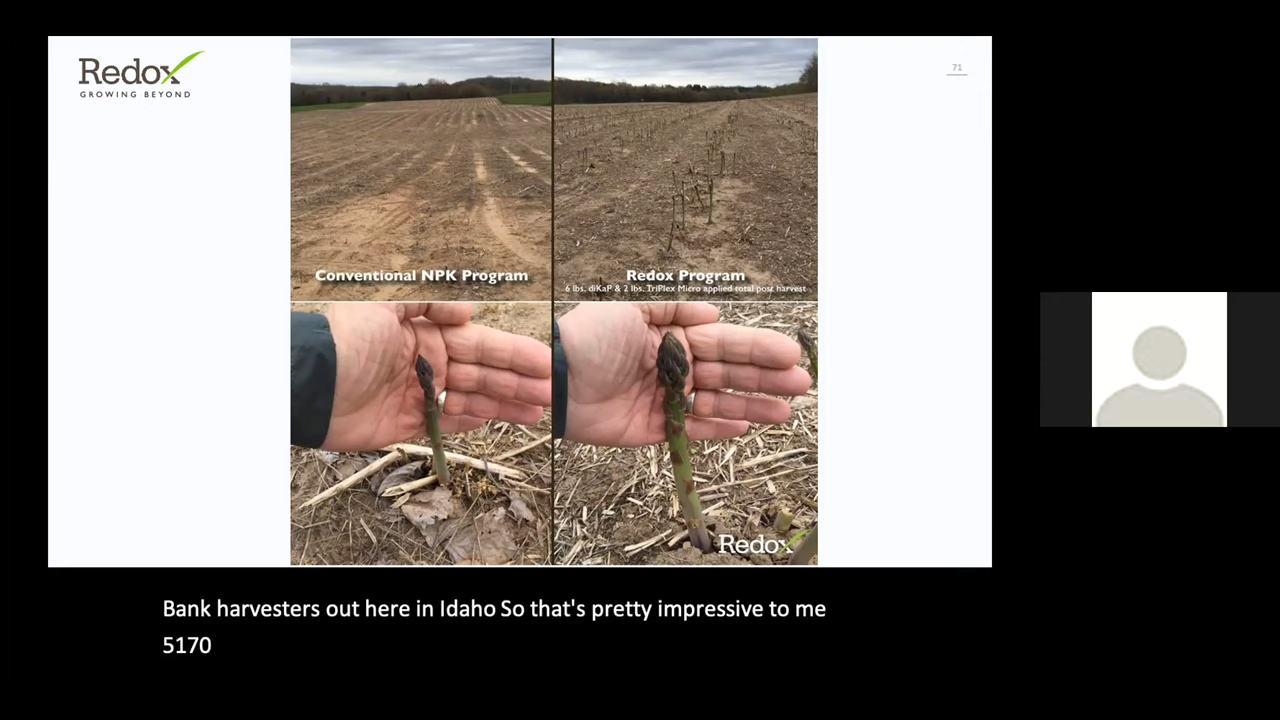 Redox
GROWING BEYOND
71
Conventional NPK Program
Redox Program
6 lbs. diKaP & 2 lbs. TriPlex Micro applied total post harvest
Redox
Bank harvesters out here in Idaho So that's pretty impressive to me
5170